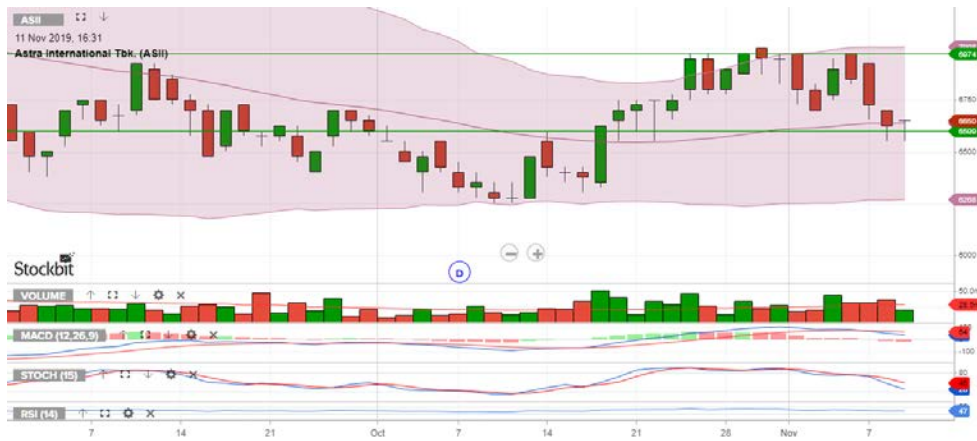 ASII
11 Nov 2019, 16:31
Astra International Tbk. (ASII)
6974
6750
6650
6500
6268
6000
Stockbit
D
VOLUME
50.0M
MACD (12,26,9)
-100
STOCH (15)
80
RSI (14)
47
7 14 21 Oct 7 14 21 28 Nov 7